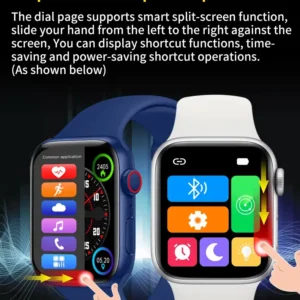 The dial page supports smart split-screen function,
slide your hand from the left to the right against the
screen, You can display shortcut functions, time-
saving and power-saving shortcut operations.
(As shown below)
Common application
2405
05.20